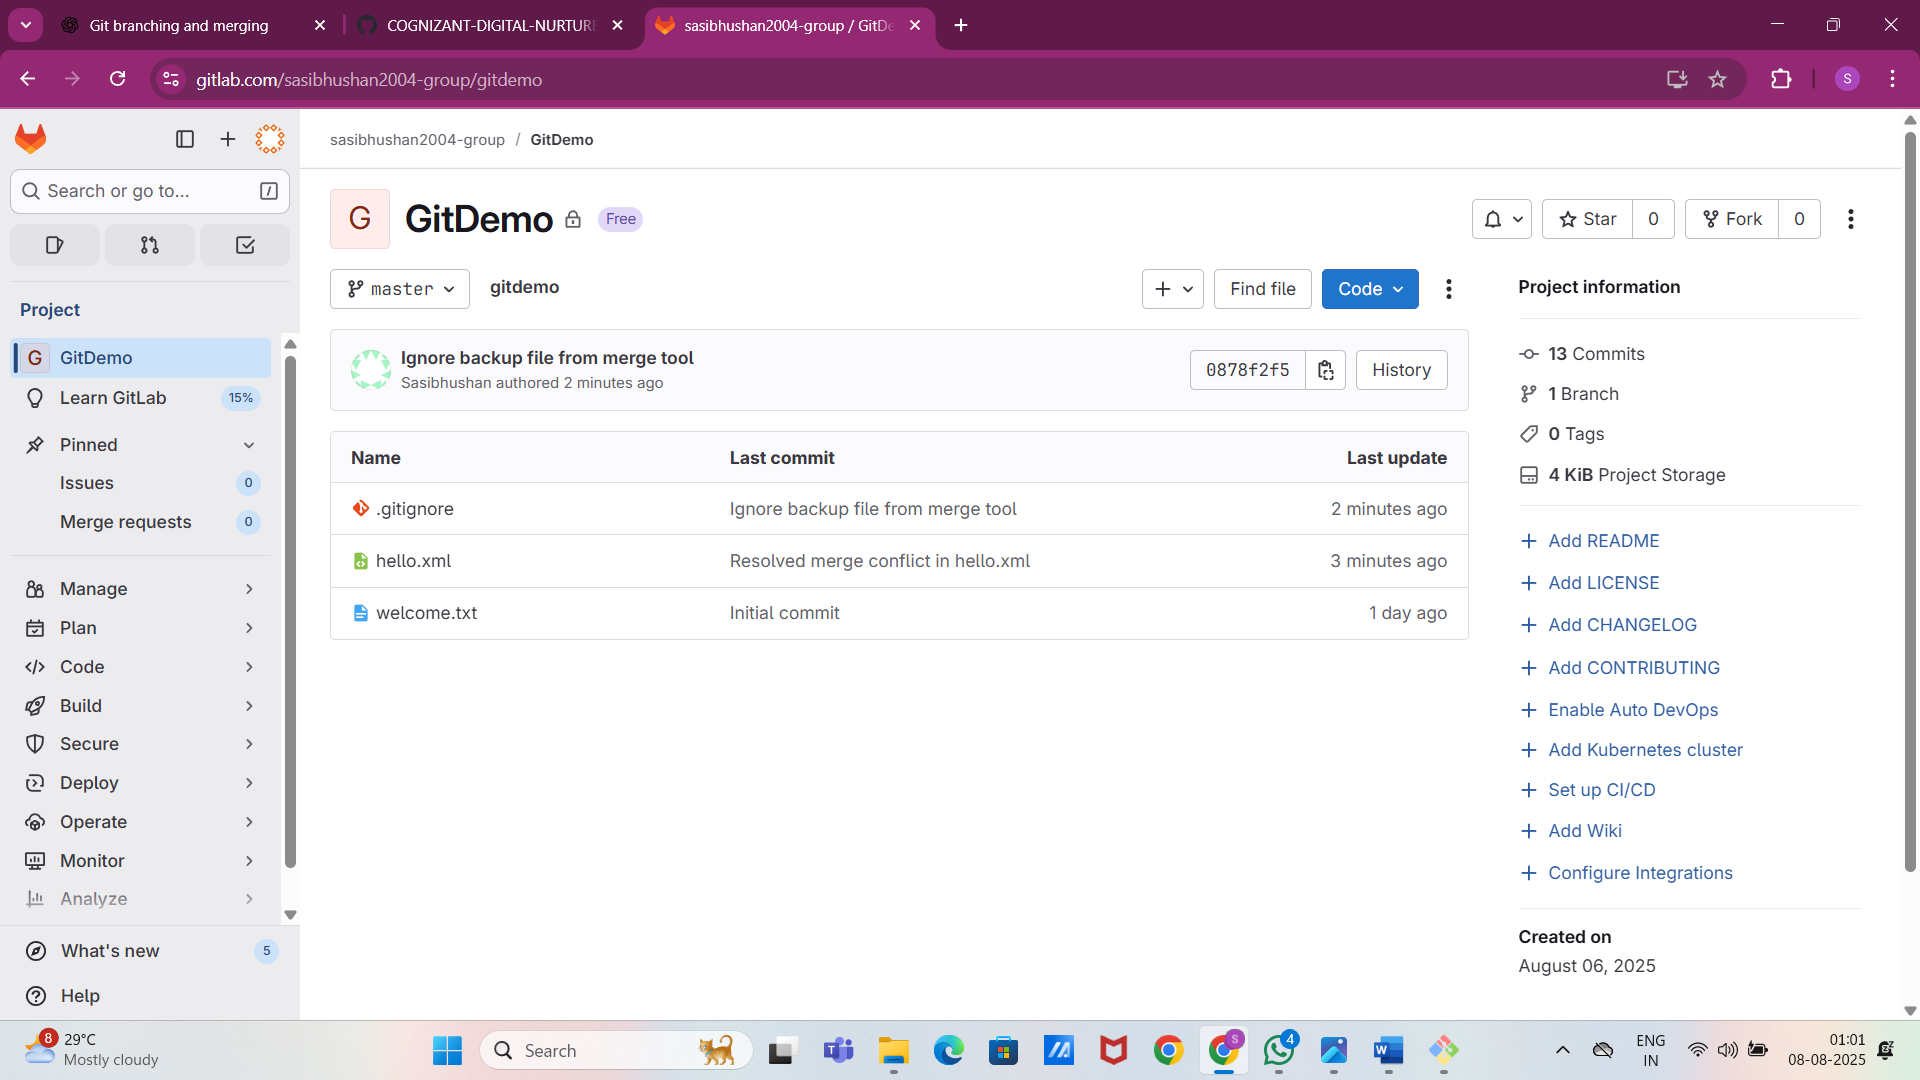 Git branching and merging
COGNIZANT-DIGITAL-NURTURE
sasibhushan2004-group / GitDe
gitlab.com/sasibhushan2004-group/gitdemo
S
Search or go to...
/
Project
G GitDemo
Learn GitLab 15%
Pinned
Issues 0
Merge requests 0
Manage
Plan
Code
Build
Secure
Deploy
Operate
Monitor
Analyze
What's new 5
Help
sasibhushan2004-group / GitDemo
G GitDemo Free
Star 0
Fork 0
master gitdemo
Find file
Code
Ignore backup file from merge tool
Sasibhushan authored 2 minutes ago
0878f2f5
History
Name Last commit Last update
.gitignore Ignore backup file from merge tool 2 minutes ago
hello.xml Resolved merge conflict in hello.xml 3 minutes ago
welcome.txt Initial commit 1 day ago
Project information
13 Commits
1 Branch
0 Tags
4 KiB Project Storage
Add README
Add LICENSE
Add CHANGELOG
Add CONTRIBUTING
Enable Auto DevOps
Add Kubernetes cluster
Set up CI/CD
Add Wiki
Configure Integrations
Created on
August 06, 2025
8
29°C
Mostly cloudy
Search
S
4
ENG
IN
01:01
08-08-2025